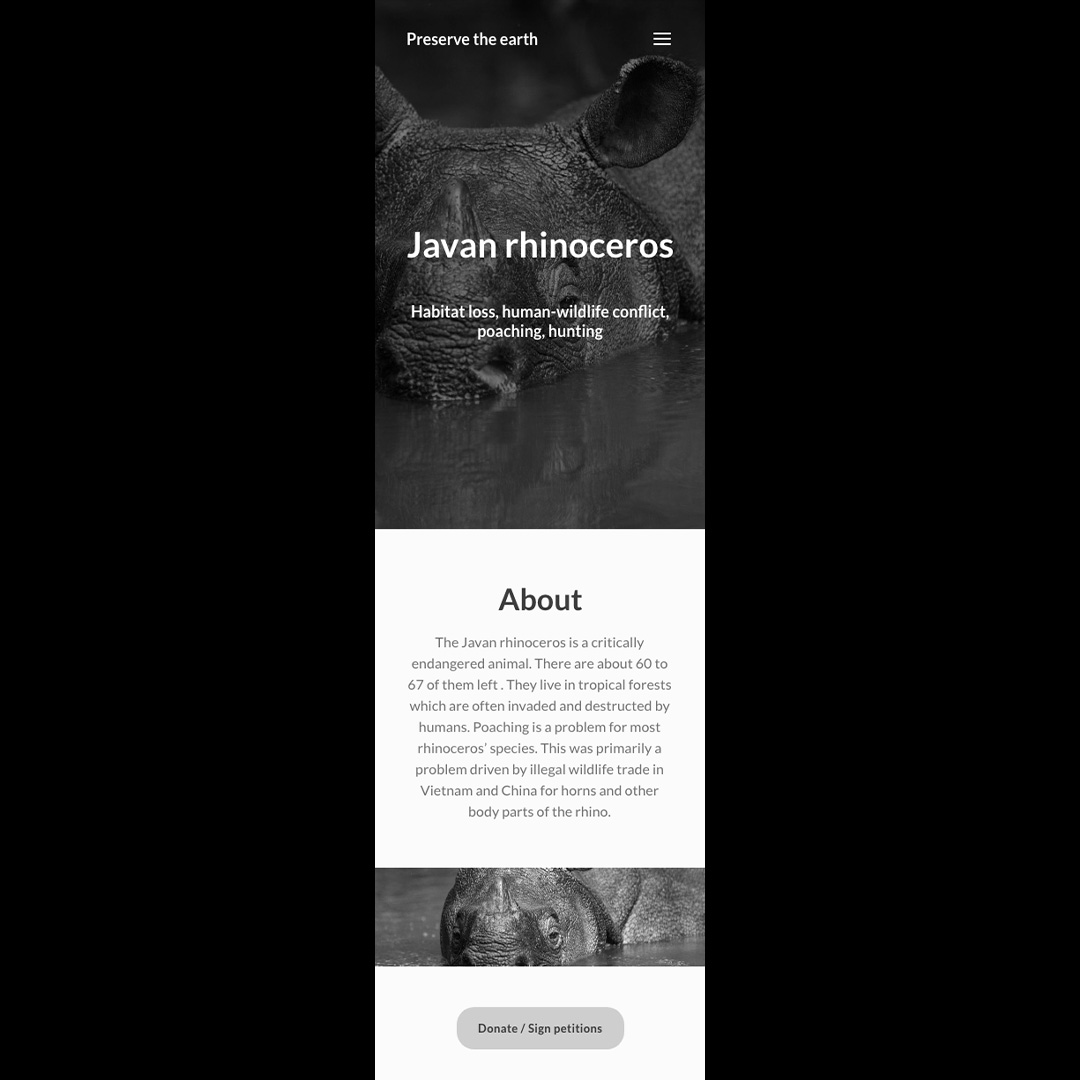 Preserve the earth
Javan rhinoceros
Habitat loss, human-wildlife conflict,
poaching, hunting
About
The Javan rhinoceros is a critically
endangered animal. There are about 60 to
67 of them left . They live in tropical forests
which are often invaded and destructed by
humans. Poaching is a problem for most
rhinoceros’ species. This was primarily a
problem driven by illegal wildlife trade in
Vietnam and China for horns and other
body parts of the rhino.
Donate / Sign petitions